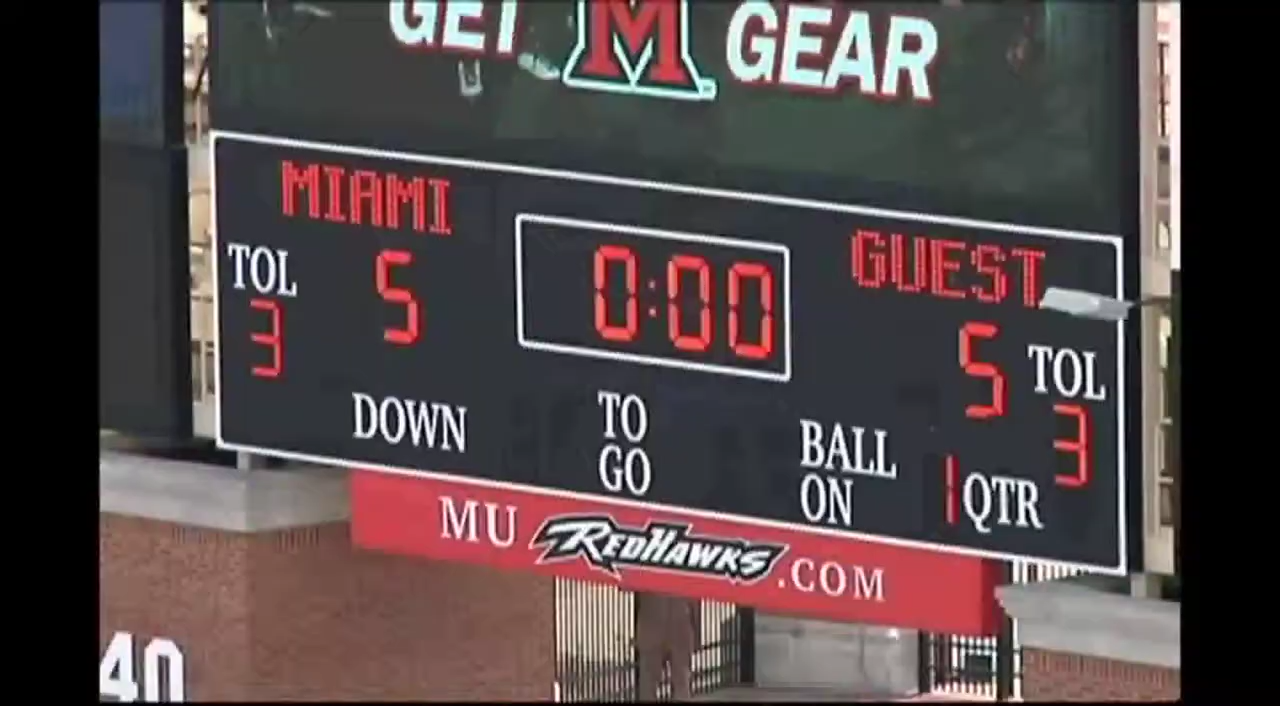 GET M GEAR
MIAMI
GUEST
TOL 5 0:00 5 TOL
3 3
DOWN TO GO BALL ON 1 QTR
MU REDHAWKS .COM
40